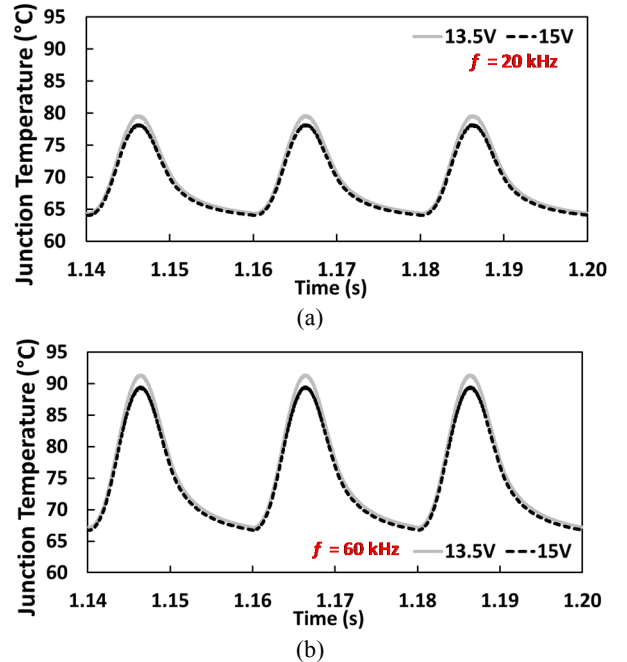 (a)
95
90
85
80
75
70
65
60
Junction Temperature (°C)
13.5V 15V
f = 20 kHz
1.14 1.15 1.16 1.17 1.18 1.19 1.20
Time (s)
(a)
95
90
85
80
75
70
65
60
Junction Temperature (°C)
f = 60 kHz 13.5V 15V
1.14 1.15 1.16 1.17 1.18 1.19 1.20
Time (s)
(b)